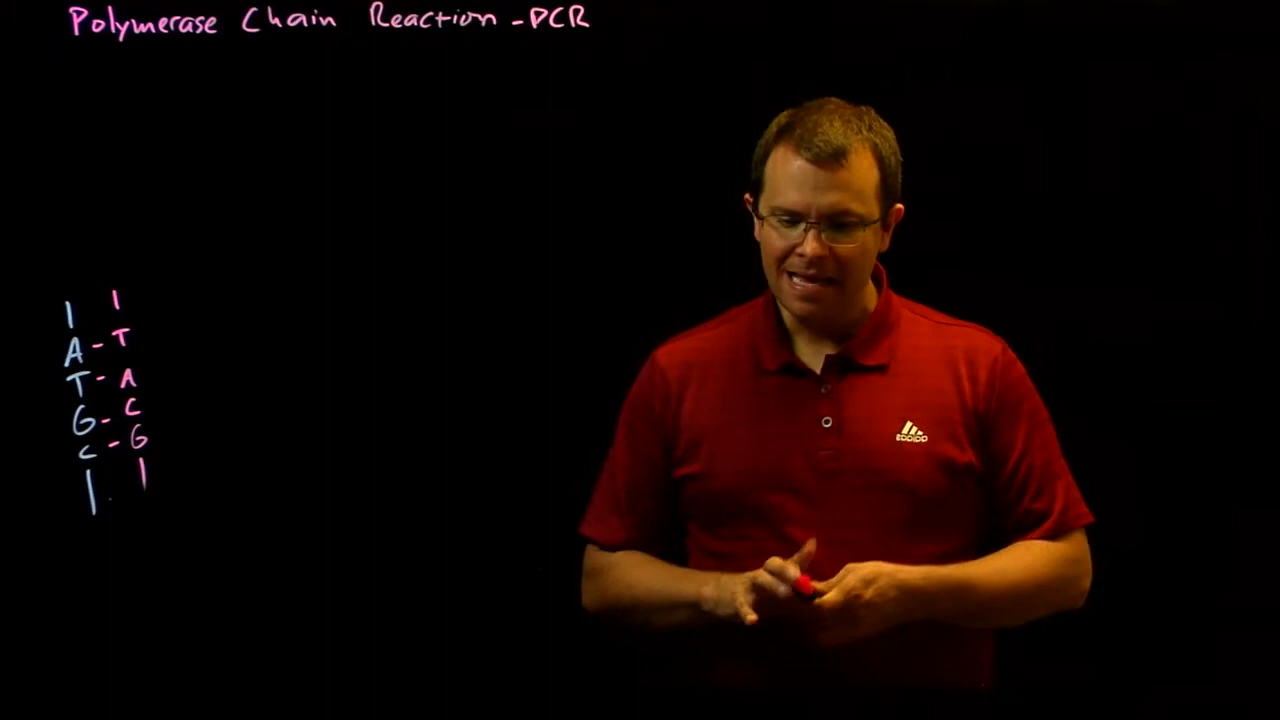 Polymerase Chain Reaction - PCR
A - T
T - A
G - C
C - G